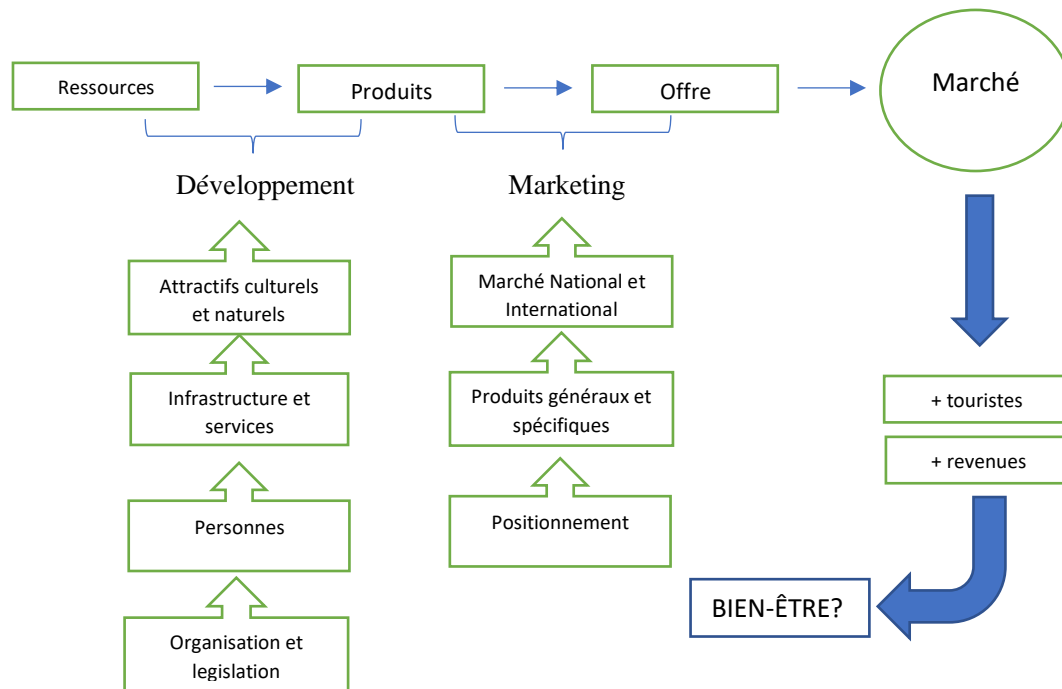 Ressources
Produits
Offre
Marché
Développement
Marketing
Attractifs culturels
et naturels
Marché National et
International
Infrastructure et
services
Produits généraux et
spécifiques
+ touristes
+ revenues
Personnes
Positionnement
BIEN-ÊTRE?
Organisation et
legislation